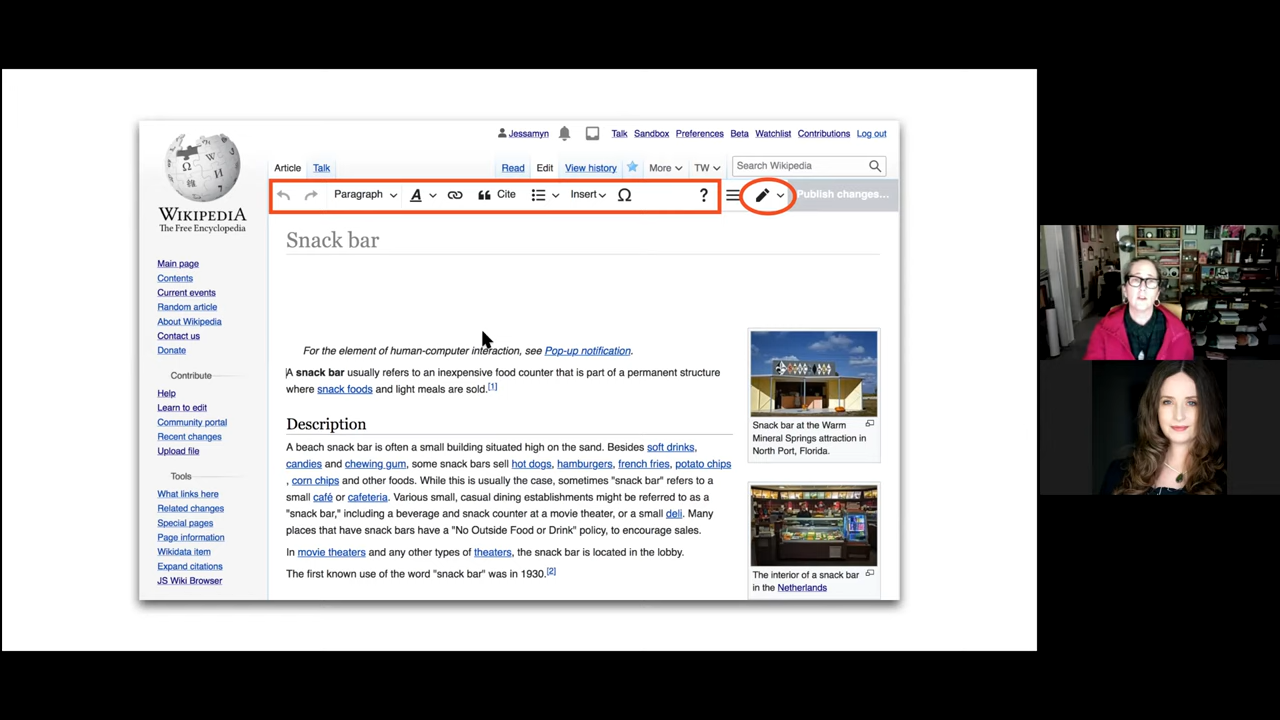 Jessamyn Talk Sandbox Preferences Beta Watchlist Contributions Log out
Article Talk Read Edit View history More TW Search Wikipedia
Paragraph A Cite Insert Ω ? Publish changes...
WIKIPEDIA
The Free Encyclopedia
Main page
Contents
Current events
Random article
About Wikipedia
Contact us
Donate
Contribute
Help
Learn to edit
Community portal
Recent changes
Upload file
Tools
What links here
Related changes
Special pages
Page information
Wikidata item
Expand citations
JS Wiki Browser
Snack bar
For the element of human-computer interaction, see Pop-up notification.
A snack bar usually refers to an inexpensive food counter that is part of a permanent structure
where snack foods and light meals are sold.[1]
Description
A beach snack bar is often a small building situated high on the sand. Besides soft drinks,
candies and chewing gum, some snack bars sell hot dogs, hamburgers, french fries, potato chips
, corn chips and other foods. While this is usually the case, sometimes "snack bar" refers to a
small café or cafeteria. Various small, casual dining establishments might be referred to as a
"snack bar," including a beverage and snack counter at a movie theater, or a small deli. Many
places that have snack bars have a "No Outside Food or Drink" policy, to encourage sales.
In movie theaters and any other types of theaters, the snack bar is located in the lobby.
The first known use of the word "snack bar" was in 1930.[2]
Snack bar at the Warm
Mineral Springs attraction in
North Port, Florida.
The interior of a snack bar
in the Netherlands